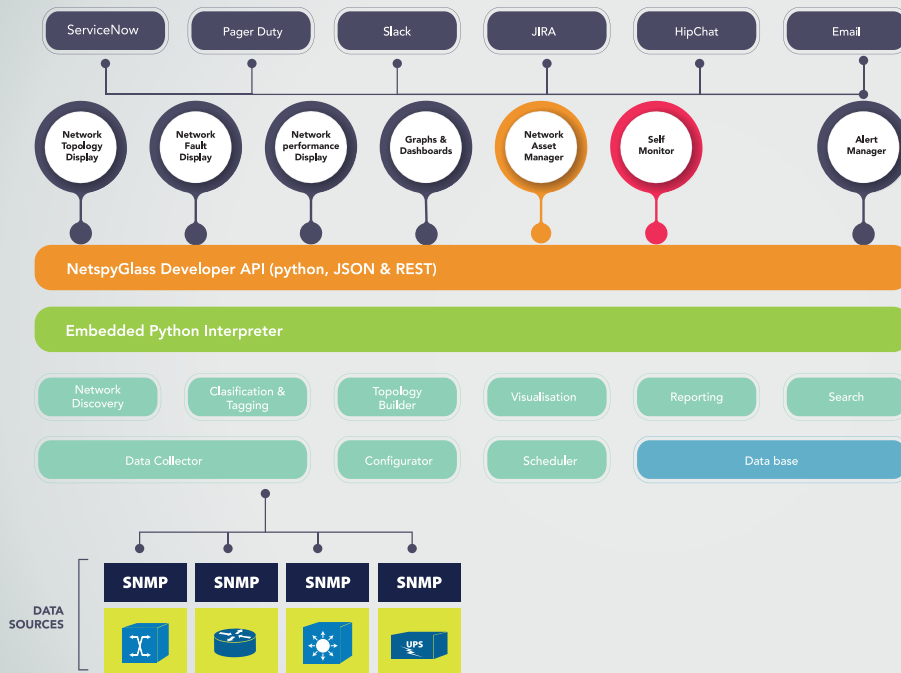 ServiceNow
Pager Duty
Slack
JIRA
HipChat
Email
Network
Topology
Display
Network
Fault
Display
Network
performance
Display
Graphs &
Dashboards
Network
Asset
Manager
Self
Monitor
Alert
Manager
NetspyGlass Developer API (python, JSON & REST)
Embedded Python Interpreter
Network
Discovery
Clasification &
Tagging
Topology
Builder
Visualisation
Reporting
Search
Data Collector
Configurator
Scheduler
Data base
SNMP
SNMP
SNMP
SNMP
DATA
SOURCES
UPS